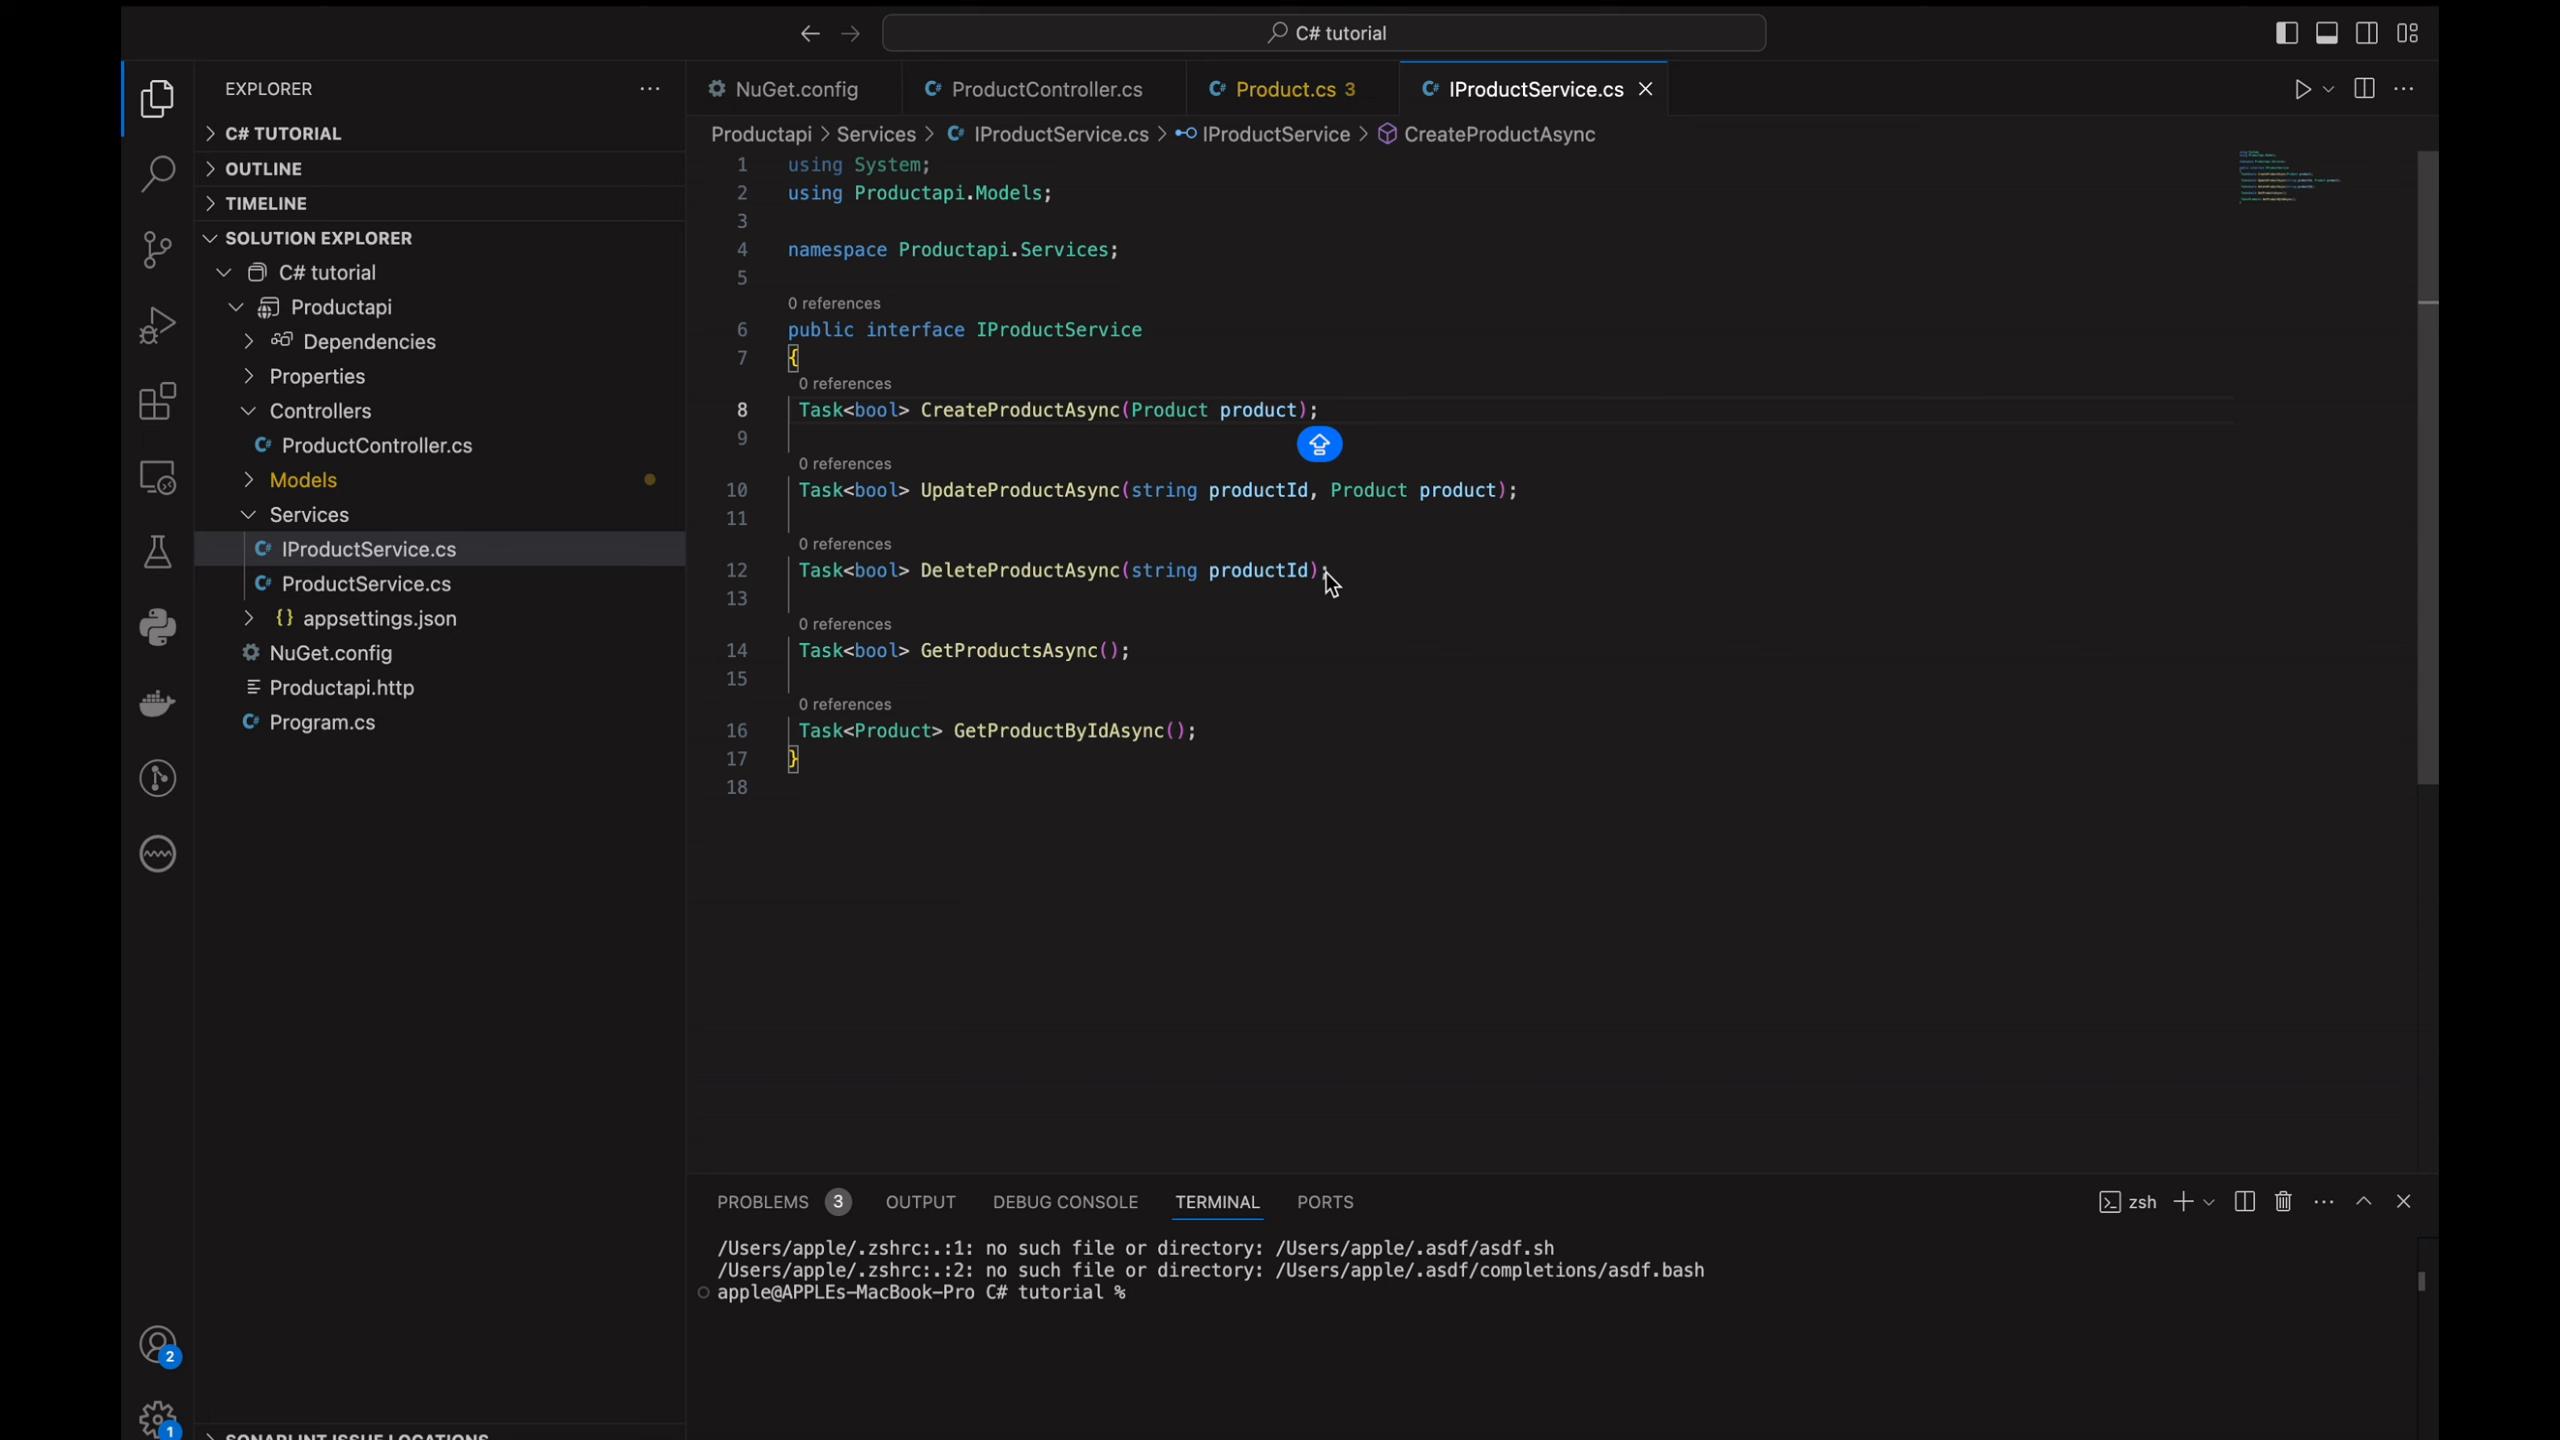 C# tutorial
EXPLORER
NuGet.config
ProductController.cs
Product.cs 3
IProductService.cs
C# TUTORIAL
OUTLINE
TIMELINE
SOLUTION EXPLORER
C# tutorial
Productapi
Dependencies
Properties
Controllers
ProductController.cs
Models
Services
IProductService.cs
ProductService.cs
{} appsettings.json
NuGet.config
Productapi.http
Program.cs
2
1
Productapi > Services > IProductService.cs > IProductService > CreateProductAsync
1 using System;
2 using Productapi.Models;
3
4 namespace Productapi.Services;
5
0 references
6 public interface IProductService
7 {
0 references
8 Task<bool> CreateProductAsync(Product product);
9
0 references
10 Task<bool> UpdateProductAsync(string productId, Product product);
11
0 references
12 Task<bool> DeleteProductAsync(string productId);
13
0 references
14 Task<bool> GetProductsAsync();
15
0 references
16 Task<Product> GetProductByIdAsync();
17 }
18
PROBLEMS 3 OUTPUT DEBUG CONSOLE TERMINAL PORTS
zsh
/Users/apple/.zshrc:.:1: no such file or directory: /Users/apple/.asdf/asdf.sh
/Users/apple/.zshrc:.:2: no such file or directory: /Users/apple/.asdf/completions/asdf.bash
apple@APPLEs-MacBook-Pro C# tutorial %
SONARLINT ISSUE LOCATIONS